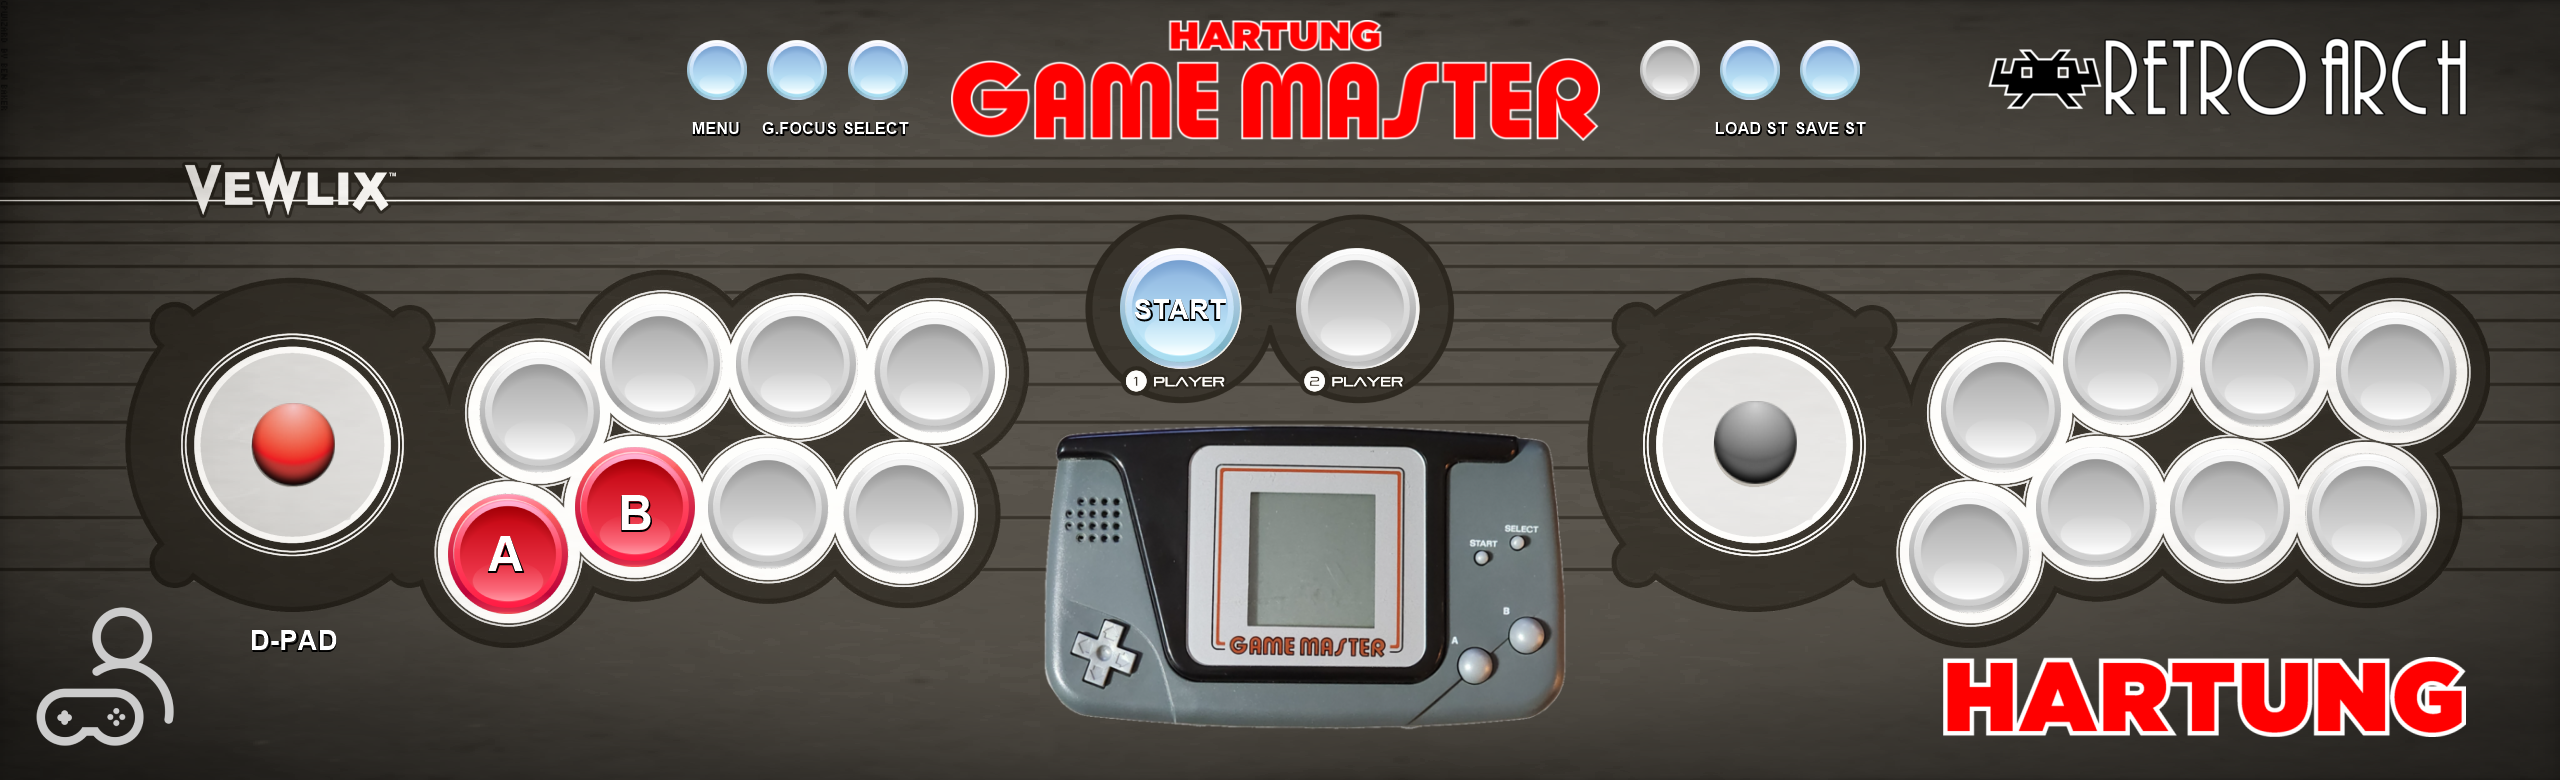 HARTUNG
GAME MASTER
RETRO ARCH
MENU
G.FOCUS
SELECT
LOAD ST
SAVE ST
VEWLIX™
START
1 PLAYER
2 PLAYER
A
B
D-PAD
SELECT
START
B
A
GAME MASTER
HARTUNG